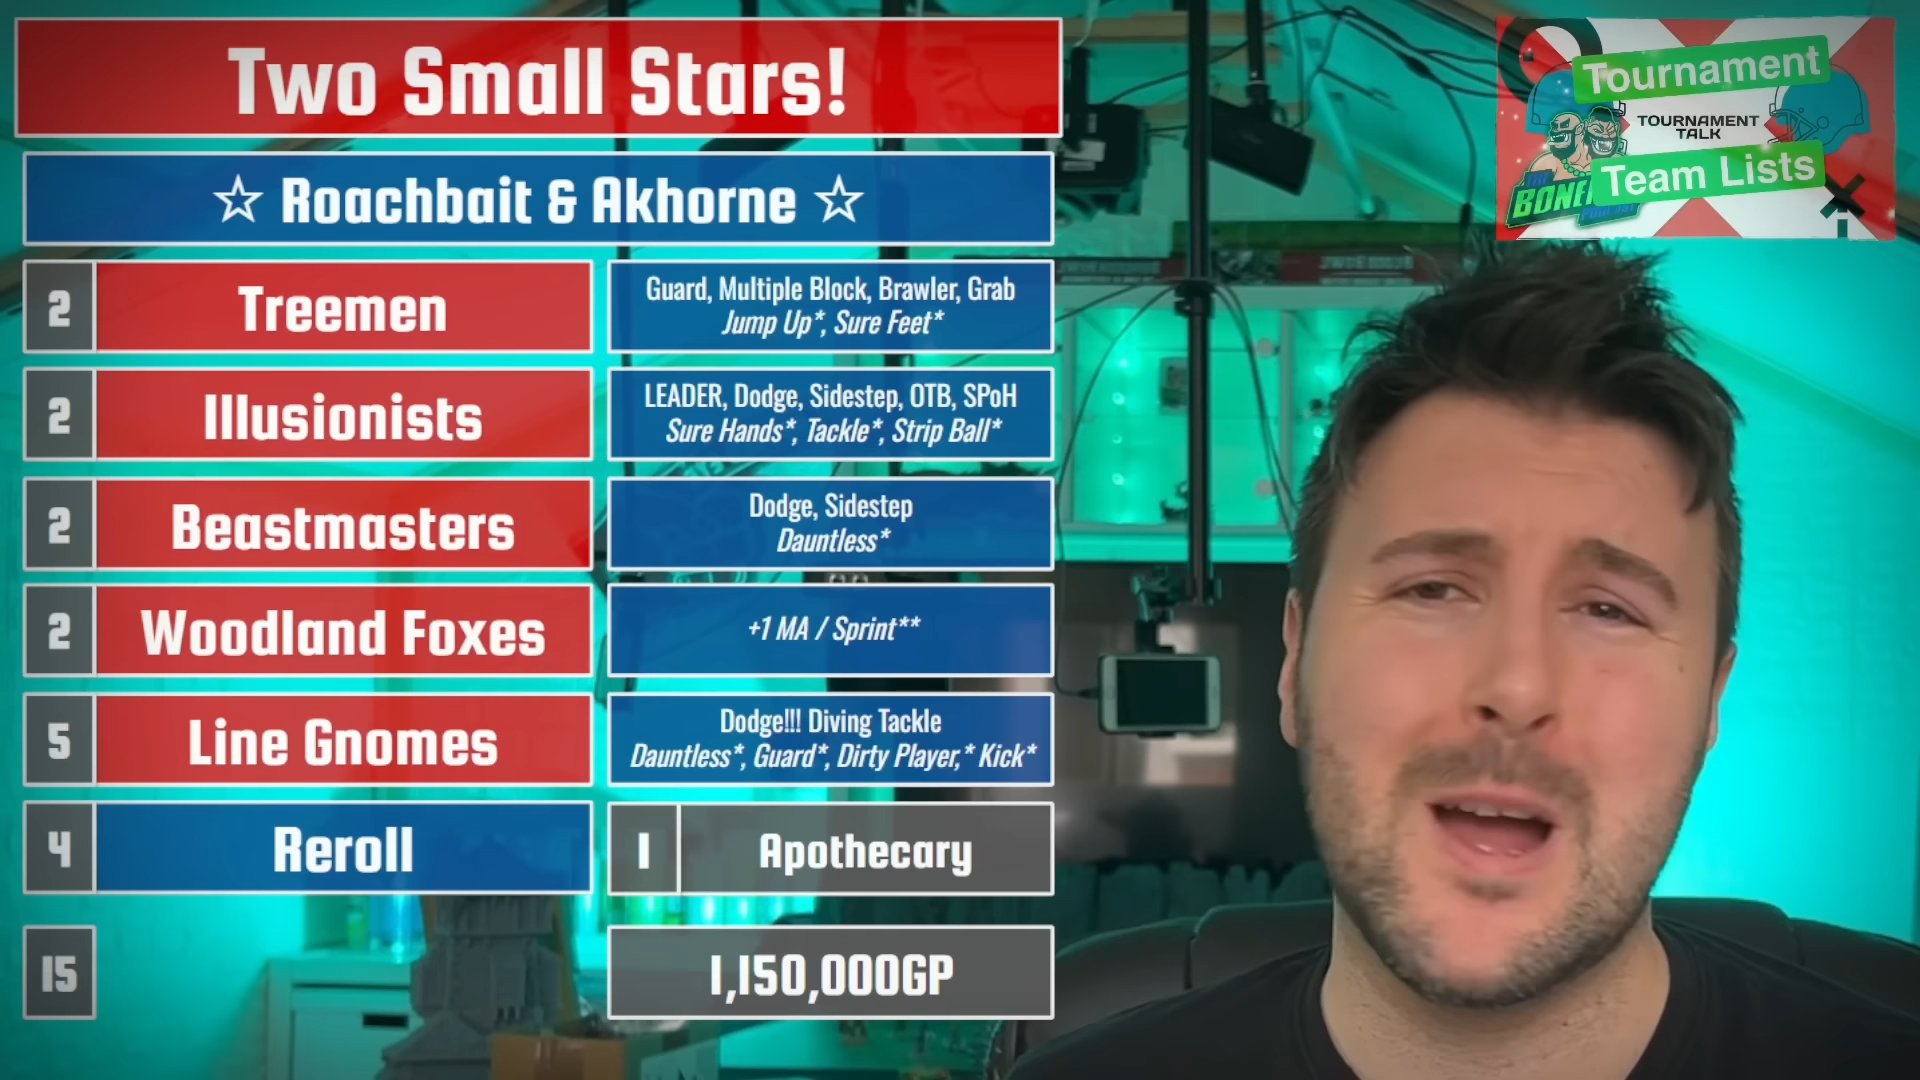 Two Small Stars!
☆ Roachbait & Akhorne ☆
2 Treemen
Guard, Multiple Block, Brawler, Grab
Jump Up*, Sure Feet*
2 Illusionists
LEADER, Dodge, Sidestep, OTB, SPoH
Sure Hands*, Tackle*, Strip Ball*
2 Beastmasters
Dodge, Sidestep
Dauntless*
2 Woodland Foxes
+1 MA / Sprint**
5 Line Gnomes
Dodge!!! Diving Tackle
Dauntless*, Guard*, Dirty Player,* Kick*
4 Reroll
1 Apothecary
15
1,150,000GP
Tournament
TOURNAMENT
TALK
Team Lists
THE